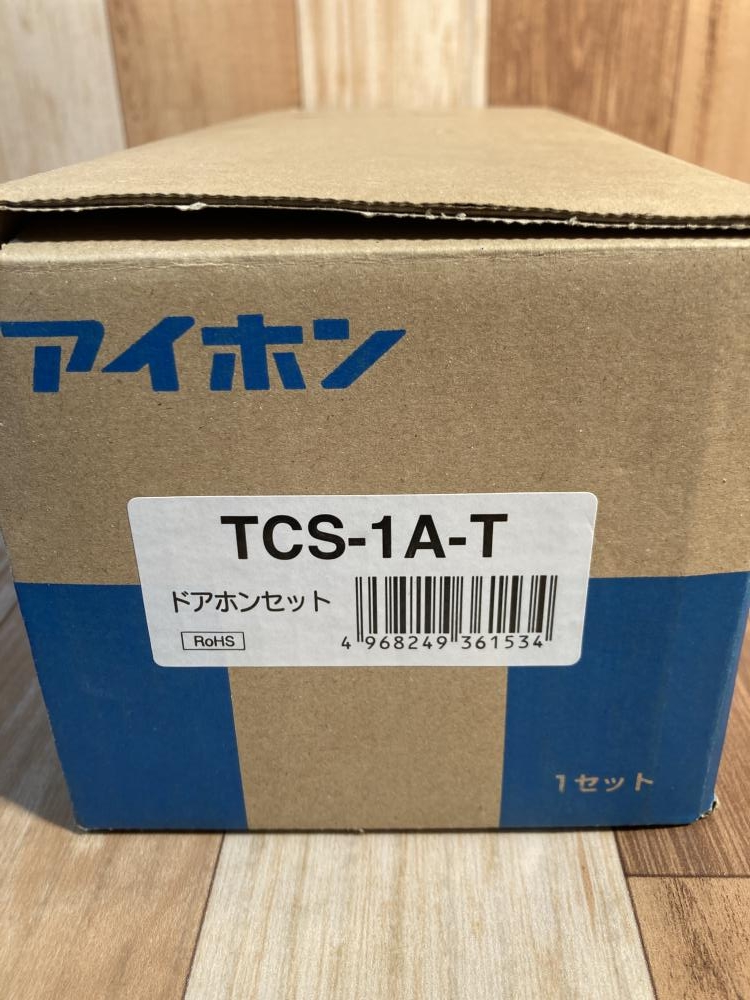 アイホン
TCS-1A-T
ドアホンセット
RoHS
4 968249 361534
1セット